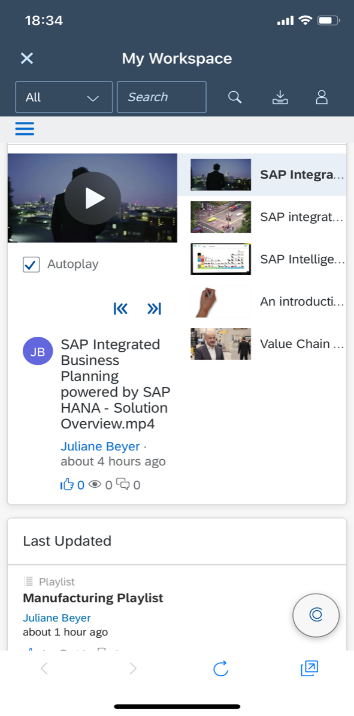 18:34
My Workspace
All
Search
SAP Integra...
SAP integrat...
SAP Intellige...
An introducti...
Value Chain ...
Autoplay
JB
SAP Integrated
Business
Planning
powered by SAP
HANA - Solution
Overview.mp4
Juliane Beyer ·
about 4 hours ago
0 0 0
Last Updated
Playlist
Manufacturing Playlist
Juliane Beyer
about 1 hour ago